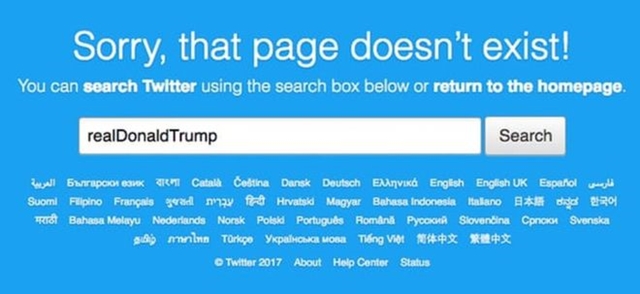 Sorry, that page doesn't exist!
You can search Twitter using the search box below or return to the homepage.
realDonaldTrump Search
العربية Български език বাংলা Català Čeština Dansk Deutsch Ελληνικά English English UK Español فارسی
Suomi Filipino Français ગુજરાતી עברית हिन्दी Hrvatski Magyar Bahasa Indonesia Italiano 日本語 ಕನ್ನಡ 한국어
मराठी Bahasa Melayu Nederlands Norsk Polski Português Română Русский Slovenčina Српски Svenska
தமிழ் ภาษาไทย Türkçe Українська мова Tiếng Việt 简体中文 繁體中文
© Twitter 2017 About Help Center Status